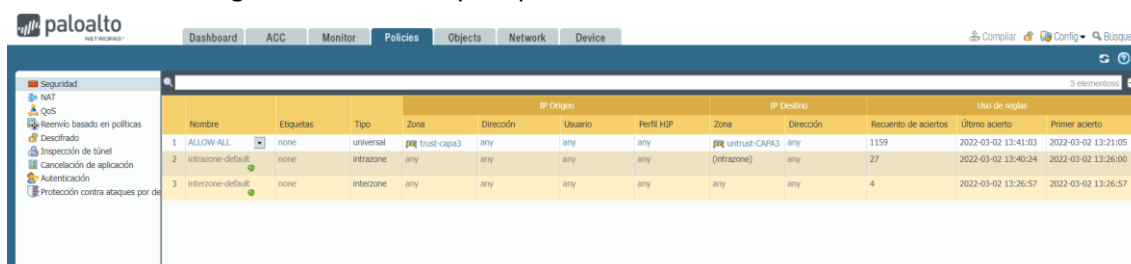 paloalto
NETWORKS
Dashboard ACC Monitor Policies Objects Network Device
Compilar Config Búsque
3 elementoss
Seguridad
NAT
QoS
Reenvío basado en políticas
Descifrado
Inspección de túnel
Cancelación de aplicación
Autenticación
Protección contra ataques por de
IP Origen IP Destino Uso de reglas
Nombre Etiquetas Tipo Zona Dirección Usuario Perfil HIP Zona Dirección Recuento de aciertos Último acierto Primer acierto
1 ALLOW-ALL none universal trust-capa3 any any any untrust-CAPA3 any 1159 2022-03-02 13:41:03 2022-03-02 13:21:05
2 intrazone-default none intrazone any any any any (intrazone) any 27 2022-03-02 13:40:24 2022-03-02 13:26:00
3 interzone-default none interzone any any any any any any 4 2022-03-02 13:26:57 2022-03-02 13:26:57